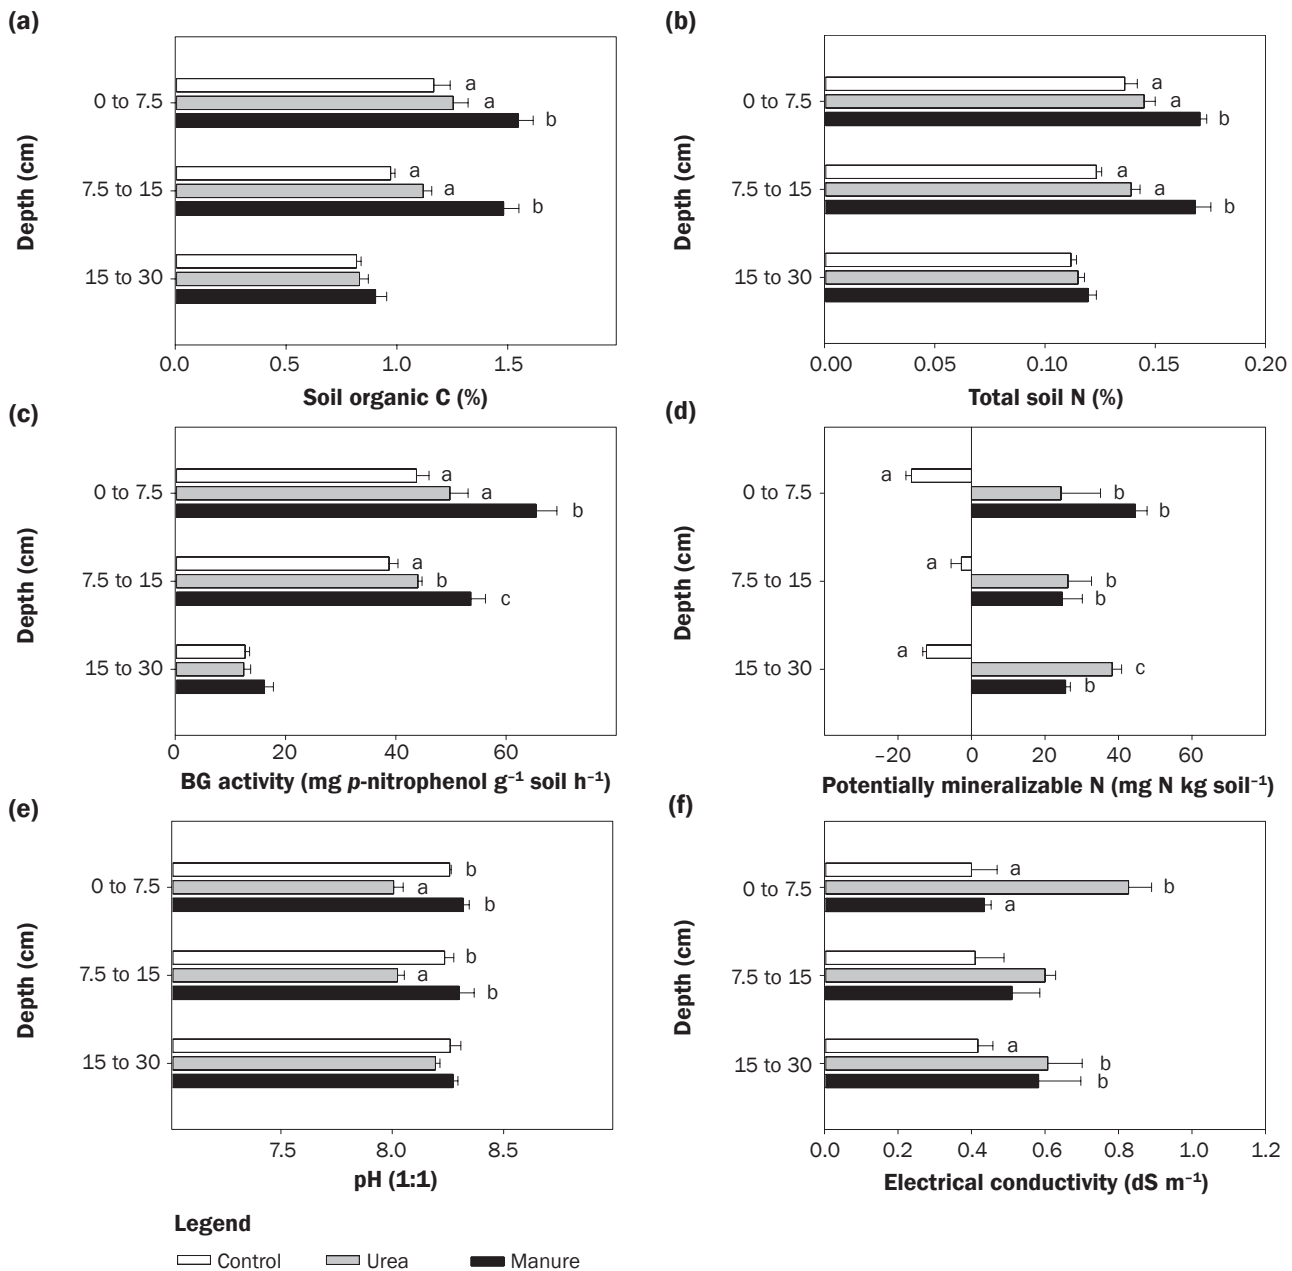 (a)
Depth (cm)
0 to 7.5
a
a
b
7.5 to 15
a
a
b
15 to 30
0.0 0.5 1.0 1.5
Soil organic C (%)
(b)
Depth (cm)
0 to 7.5
a
a
b
7.5 to 15
a
a
b
15 to 30
0.00 0.05 0.10 0.15 0.20
Total soil N (%)
(c)
Depth (cm)
0 to 7.5
a
a
b
7.5 to 15
a
b
c
15 to 30
0 20 40 60
BG activity (mg p-nitrophenol g⁻¹ soil h⁻¹)
(d)
Depth (cm)
0 to 7.5
a
b
b
7.5 to 15
a
b
b
15 to 30
a
c
b
–20 0 20 40 60
Potentially mineralizable N (mg N kg soil⁻¹)
(e)
Depth (cm)
0 to 7.5
b
a
b
7.5 to 15
b
a
b
15 to 30
7.5 8.0 8.5
pH (1:1)
(f)
Depth (cm)
0 to 7.5
a
b
a
7.5 to 15
15 to 30
a
b
b
0.0 0.2 0.4 0.6 0.8 1.0 1.2
Electrical conductivity (dS m⁻¹)
Legend
Control Urea Manure